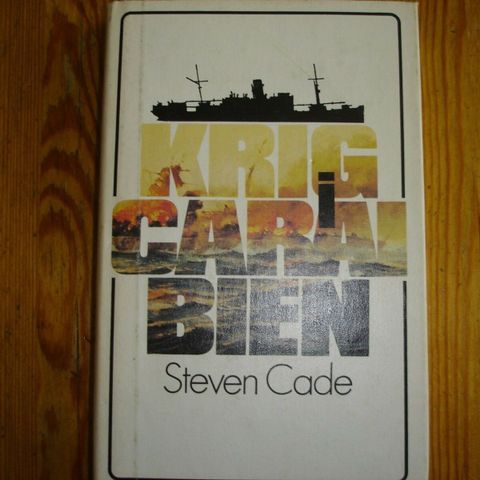 KRIG
i
CARAI
BIEN
Steven Cade